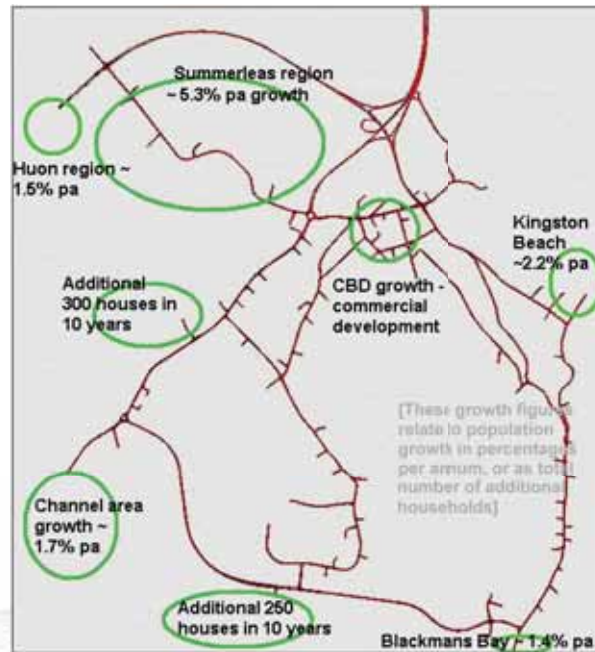 Summerleas region
~ 5.3% pa growth
Huon region ~
1.5% pa
Kingston
Beach
~2.2% pa
Additional
300 houses in
10 years
CBD growth -
commercial
development
[These growth figures
relate to population
growth in percentages
per annum, or as total
number of additional
households]
Channel area
growth ~
1.7% pa
Additional 250
houses in 10 years
Blackmans Bay ~ 1.4% pa